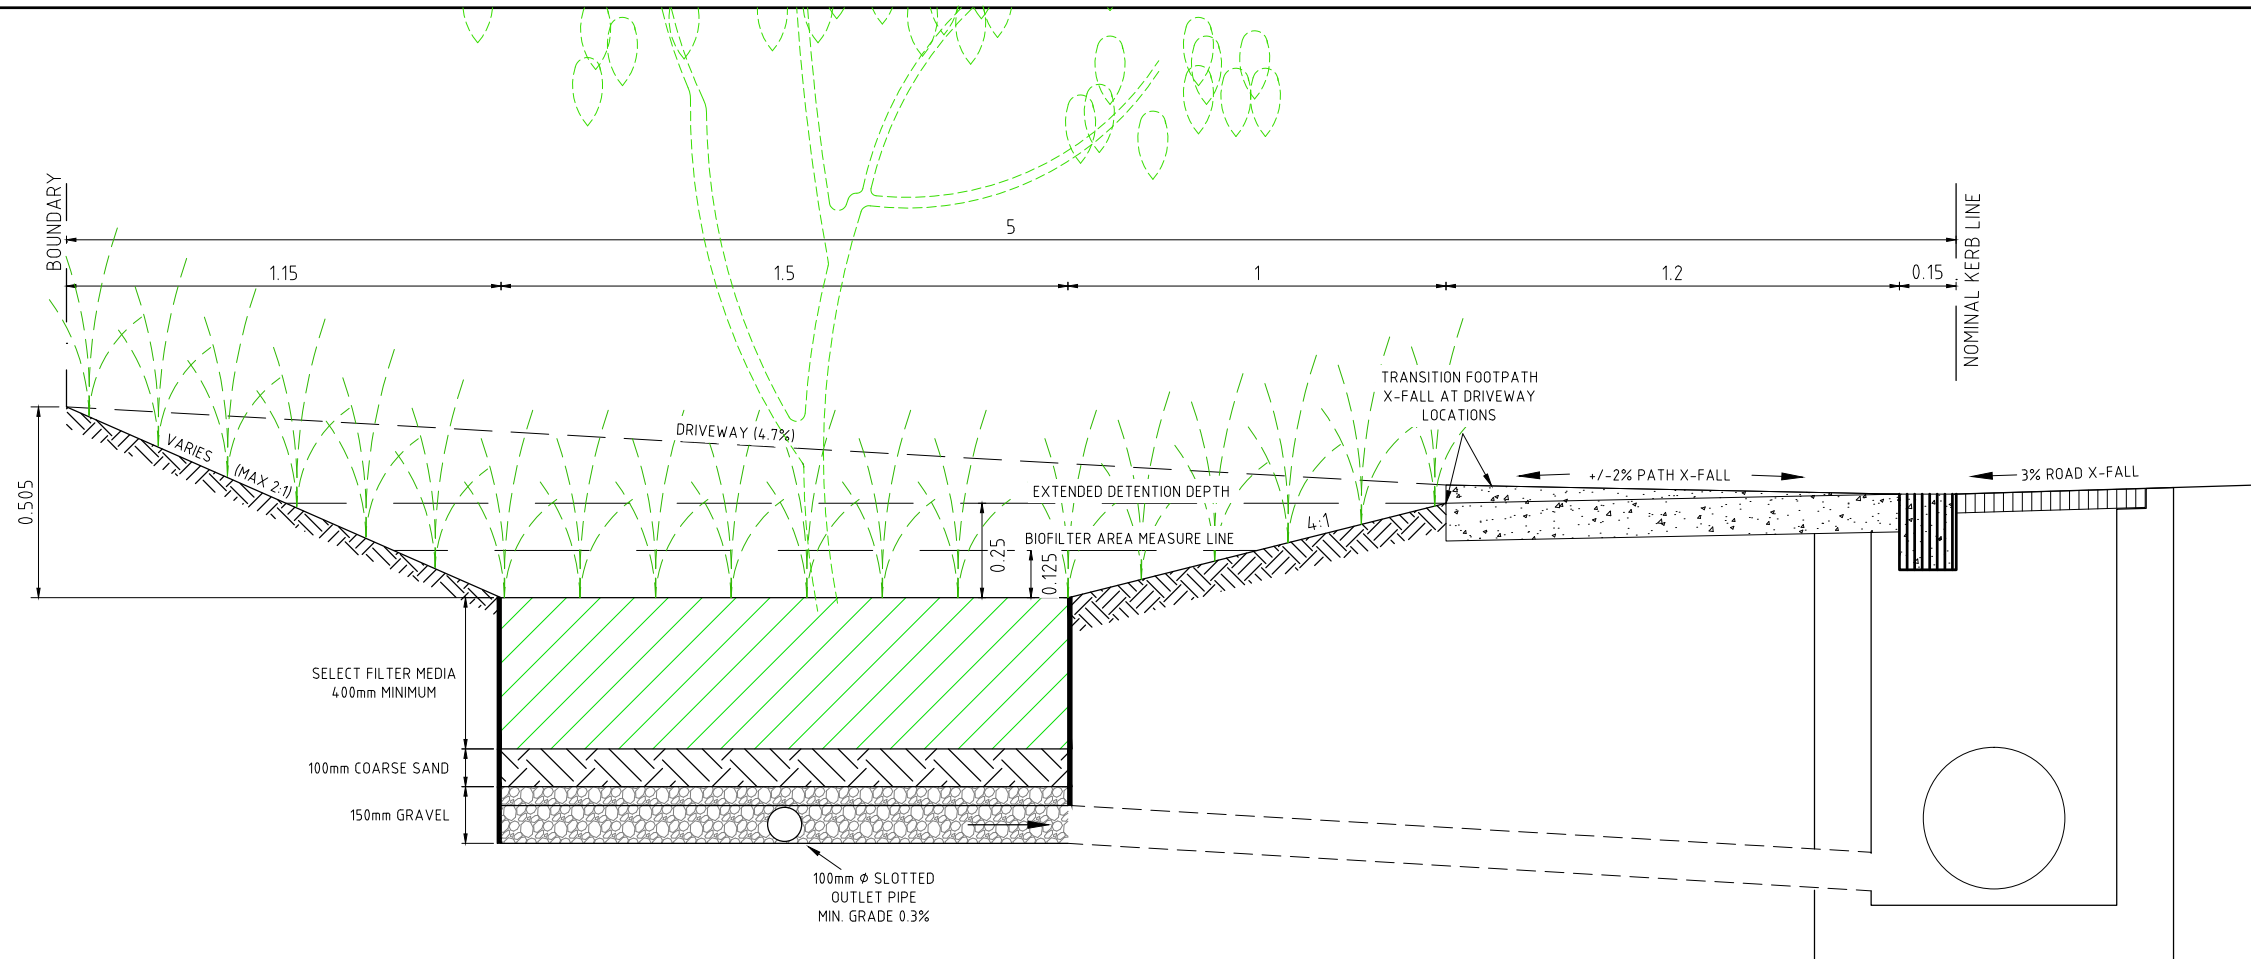 BOUNDARY
5
NOMINAL KERB LINE
1.15
1.5
1
1.2
0.15
TRANSITION FOOTPATH
X-FALL AT DRIVEWAY
LOCATIONS
DRIVEWAY (4.7%)
VARIES (MAX 2:1)
0.505
EXTENDED DETENTION DEPTH
+/-2% PATH X-FALL
3% ROAD X-FALL
4:1
BIOFILTER AREA MEASURE LINE
0.25
0.125
SELECT FILTER MEDIA
400mm MINIMUM
100mm COARSE SAND
150mm GRAVEL
100mm Ø SLOTTED
OUTLET PIPE
MIN. GRADE 0.3%